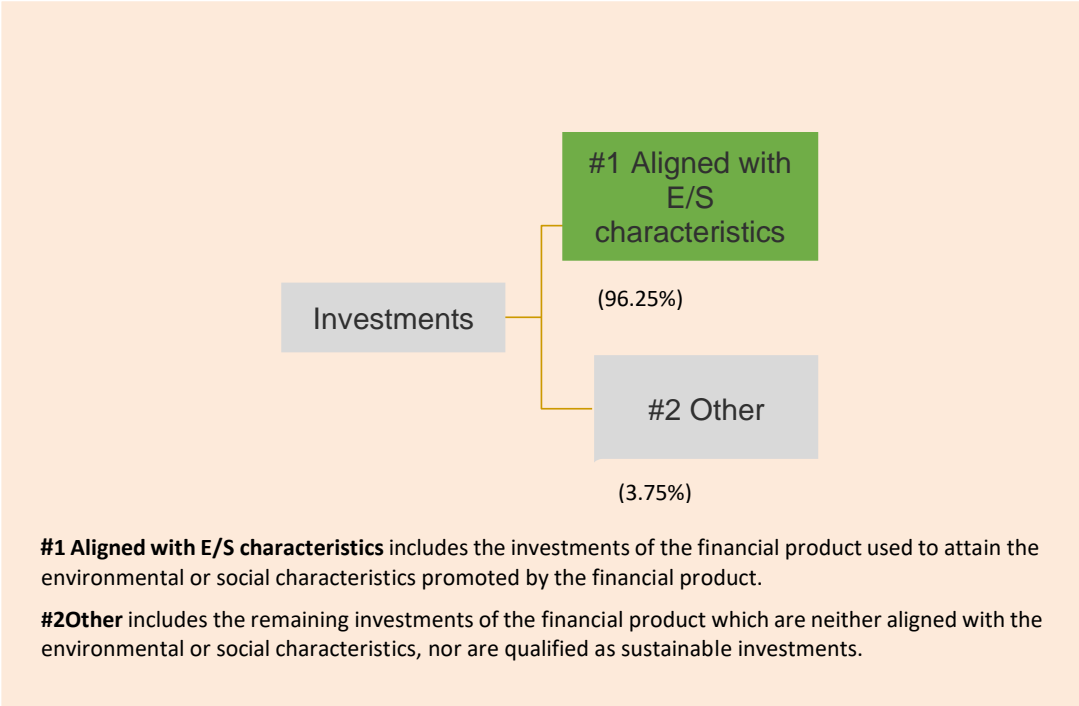 #1 Aligned with
E/S
characteristics
(96.25%)
Investments
#2 Other
(3.75%)
#1 Aligned with E/S characteristics includes the investments of the financial product used to attain the
environmental or social characteristics promoted by the financial product.
#2Other includes the remaining investments of the financial product which are neither aligned with the
environmental or social characteristics, nor are qualified as sustainable investments.